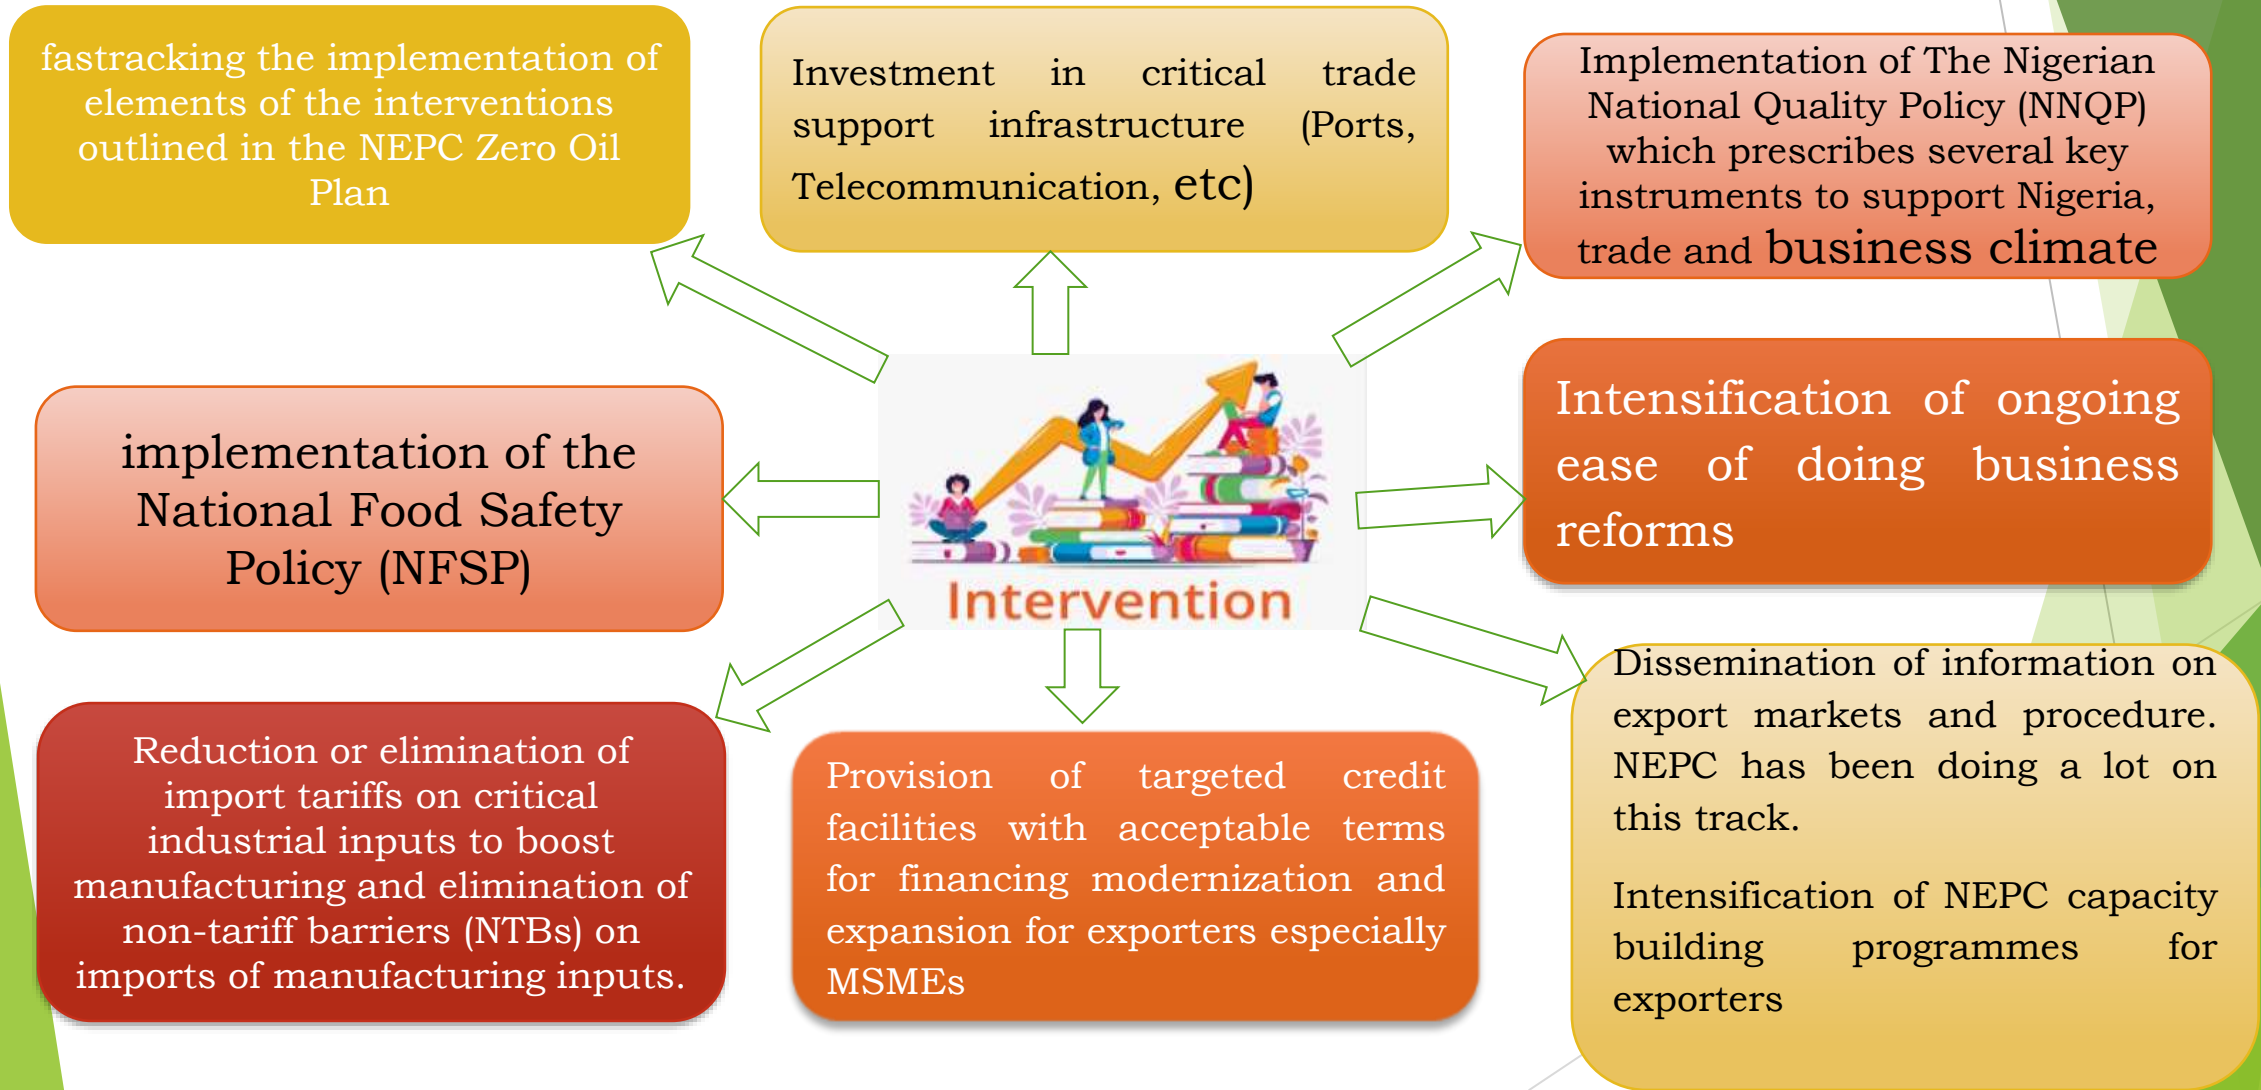 fastracking the implementation of
elements of the interventions
outlined in the NEPC Zero Oil
Plan
Investment in critical trade
support infrastructure (Ports,
Telecommunication, etc)
Implementation of The Nigerian
National Quality Policy (NNQP)
which prescribes several key
instruments to support Nigeria,
trade and business climate
implementation of the
National Food Safety
Policy (NFSP)
Intervention
Intensification of ongoing
ease of doing business
reforms
Reduction or elimination of
import tariffs on critical
industrial inputs to boost
manufacturing and elimination of
non-tariff barriers (NTBs) on
imports of manufacturing inputs.
Provision of targeted credit
facilities with acceptable terms
for financing modernization and
expansion for exporters especially
MSMEs
Dissemination of information on
export markets and procedure.
NEPC has been doing a lot on
this track.
Intensification of NEPC capacity
building programmes for
exporters